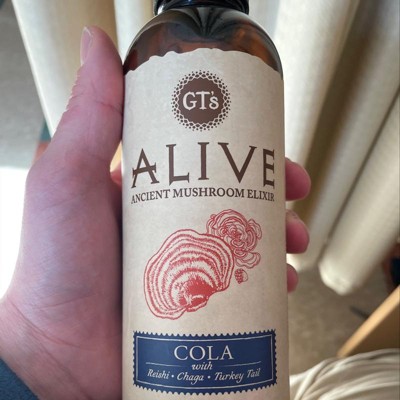 GT's
ALIVE
ANCIENT MUSHROOM ELIXIR
COLA
with
Reishi • Chaga • Turkey Tail